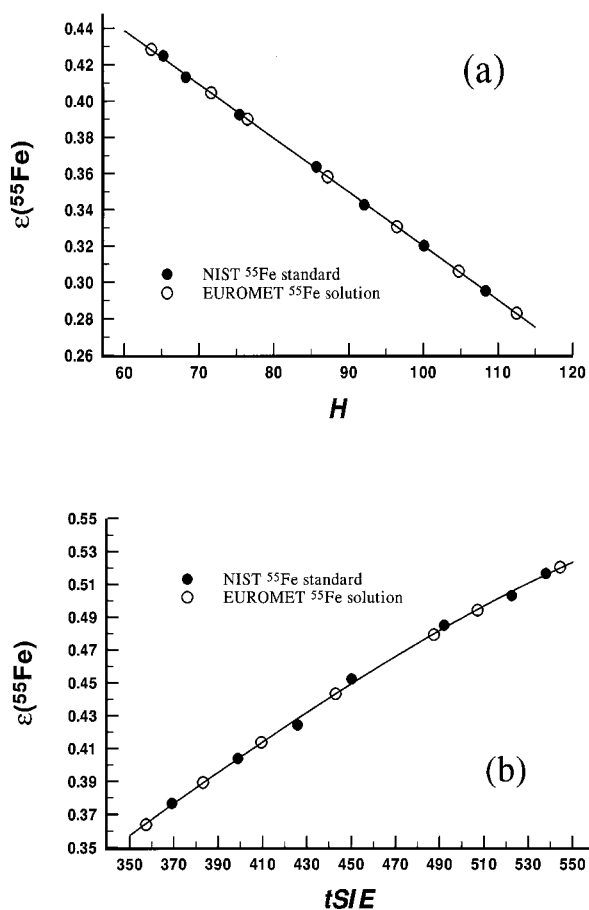 0.44
(a)
0.42
0.40
0.38
0.36
ε(⁵⁵Fe)
0.34
0.32
0.30
0.28
0.26
● NIST ⁵⁵Fe standard
○ EUROMET ⁵⁵Fe solution
60 70 80 90 100 110 120
H
0.55
0.53
0.51
0.49
0.47
0.45
0.43
0.41
0.39
0.37
0.35
● NIST ⁵⁵Fe standard
○ EUROMET ⁵⁵Fe solution
ε(⁵⁵Fe)
(b)
350 370 390 410 430 450 470 490 510 530 550
tSIE